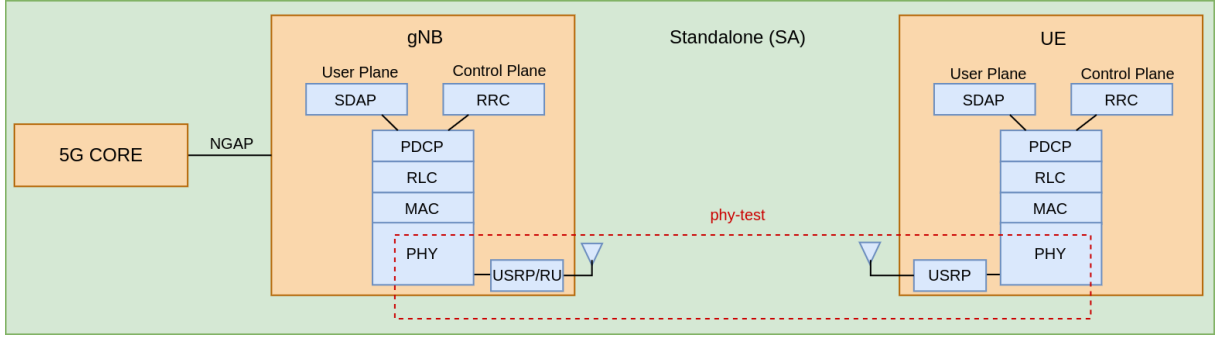 gNB
Standalone (SA)
UE
User Plane
Control Plane
SDAP
RRC
User Plane
Control Plane
SDAP
RRC
5G CORE
NGAP
PDCP
RLC
MAC
PHY
USRP/RU
phy-test
PDCP
RLC
MAC
PHY
USRP